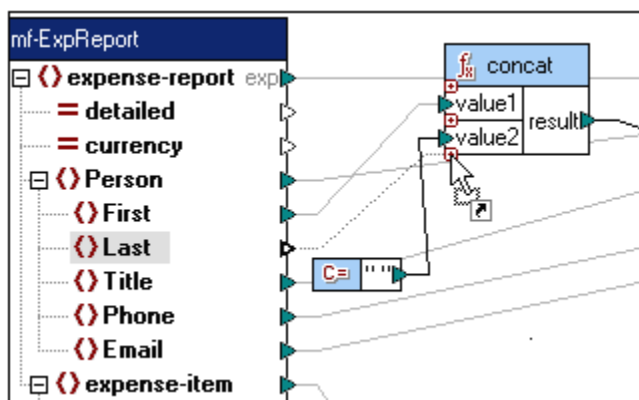 mf-ExpReport
expense-report exp
detailed
currency
Person
First
Last
Title
Phone
Email
expense-item
fx concat
value1
value2
result
C= " "